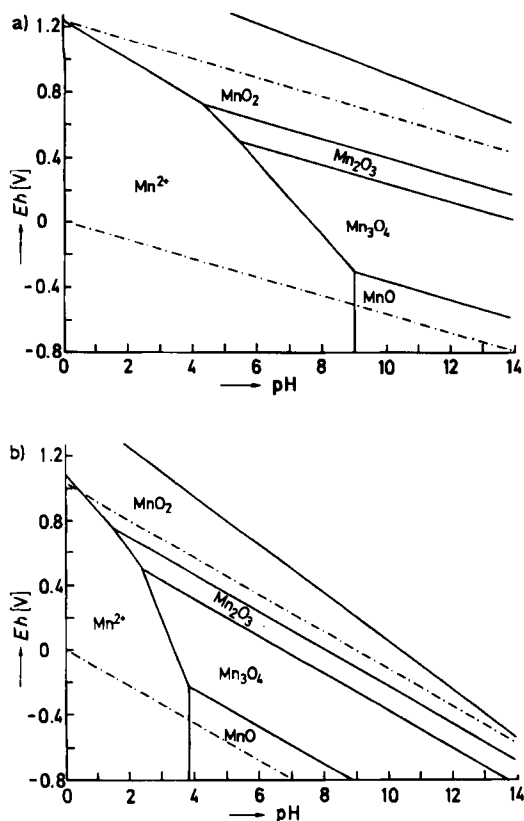 a)
1.2
0.8
0.4
0
-0.4
-0.8
Eh [V]
MnO₂
Mn₂O₃
Mn²⁺
Mn₃O₄
MnO
0 2 4 6 8 10 12 14
pH
b)
1.2
0.8
0.4
0
-0.4
-0.8
Eh [V]
MnO₂
Mn₂O₃
Mn²⁺
Mn₃O₄
MnO
0 2 4 6 8 10 12 14
pH